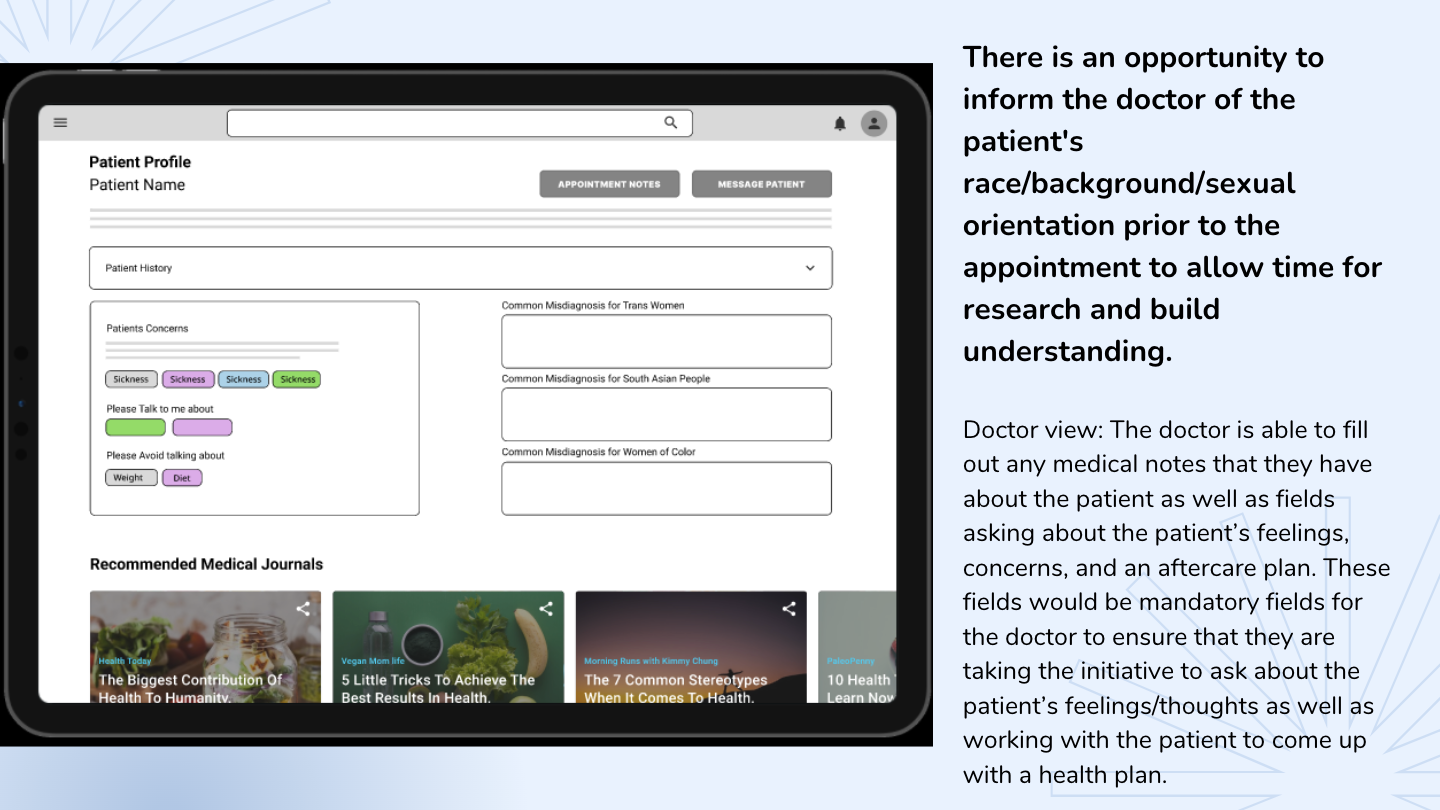 Patient Profile
Patient Name
APPOINTMENT NOTES
MESSAGE PATIENT
Patient History
Patients Concerns
Sickness Sickness Sickness Sickness
Please Talk to me about
Please Avoid talking about
Weight Diet
Common Misdiagnosis for Trans Women
Common Misdiagnosis for South Asian People
Common Misdiagnosis for Women of Color
Recommended Medical Journals
Health Today
The Biggest Contribution Of
Health To Humanity.
Vegan Mom life
5 Little Tricks To Achieve The
Best Results In Health.
Morning Runs with Kimmy Chung
The 7 Common Stereotypes
When It Comes To Health.
PaleoPenny
10 Health
Learn Now
There is an opportunity to
inform the doctor of the
patient's
race/background/sexual
orientation prior to the
appointment to allow time for
research and build
understanding.
Doctor view: The doctor is able to fill
out any medical notes that they have
about the patient as well as fields
asking about the patient’s feelings,
concerns, and an aftercare plan. These
fields would be mandatory fields for
the doctor to ensure that they are
taking the initiative to ask about the
patient’s feelings/thoughts as well as
working with the patient to come up
with a health plan.